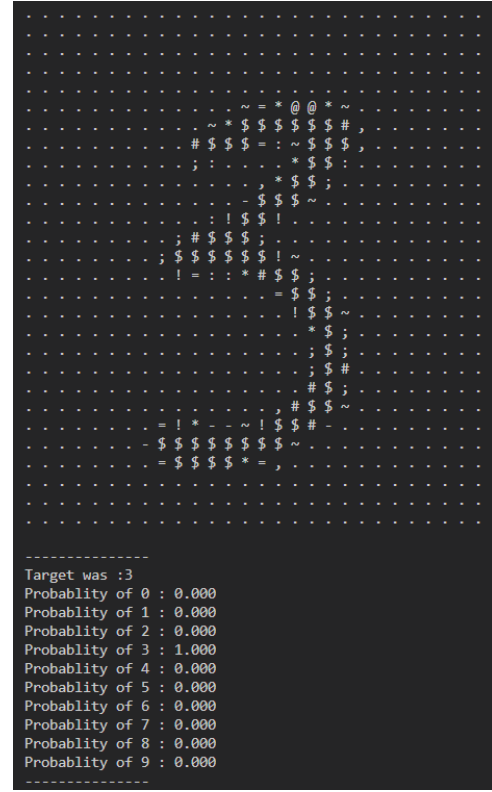 . . . . . . . . . . . . . . . . . . . . . . . . . . . .
. . . . . . . . . . . . . . . . . . . . . . . . . . . .
. . . . . . . . . . . . . . . . . . . . . . . . . . . .
. . . . . . . . . . . . . . . . . . . . . . . . . . . .
. . . . . . . . . . . . . . . . . . . . . . . . . . . .
. . . . . . . . . . . . . ~ = * @ @ * ~ . . . . . . . .
. . . . . . . . . . . ~ * $ $ $ $ $ $ # , . . . . . . .
. . . . . . . . . . # $ $ $ = : ~ $ $ $ , . . . . . . .
. . . . . . . . . . ; : . . . . * $ $ : . . . . . . . .
. . . . . . . . . . . . . . , * $ $ ; . . . . . . . . .
. . . . . . . . . . . . . - $ $ $ ~ . . . . . . . . . .
. . . . . . . . . . . : ! $ $ ! . . . . . . . . . . . .
. . . . . . . . . ; # $ $ $ ; . . . . . . . . . . . . .
. . . . . . . . ; $ $ $ $ $ $ ! ~ . . . . . . . . . . .
. . . . . . . . . ! = : : * # $ $ ; . . . . . . . . . .
. . . . . . . . . . . . . . . = $ $ ; . . . . . . . . .
. . . . . . . . . . . . . . . . ! $ $ ~ . . . . . . . .
. . . . . . . . . . . . . . . . . * $ ; . . . . . . . .
. . . . . . . . . . . . . . . . . ; $ ; . . . . . . . .
. . . . . . . . . . . . . . . . . ; $ # . . . . . . . .
. . . . . . . . . . . . . . . . . # $ ; . . . . . . . .
. . . . . . . . . . . . . . . , # $ $ ~ . . . . . . . .
. . . . . . . . = ! * - - ~ ! $ $ # - . . . . . . . . .
. . . . . . . - $ $ $ $ $ $ $ $ ~ . . . . . . . . . . .
. . . . . . . . = $ $ $ $ * = , . . . . . . . . . . . .
. . . . . . . . . . . . . . . . . . . . . . . . . . . .
. . . . . . . . . . . . . . . . . . . . . . . . . . . .
. . . . . . . . . . . . . . . . . . . . . . . . . . . .
---------------
Target was :3
Probablity of 0 : 0.000
Probablity of 1 : 0.000
Probablity of 2 : 0.000
Probablity of 3 : 1.000
Probablity of 4 : 0.000
Probablity of 5 : 0.000
Probablity of 6 : 0.000
Probablity of 7 : 0.000
Probablity of 8 : 0.000
Probablity of 9 : 0.000
---------------